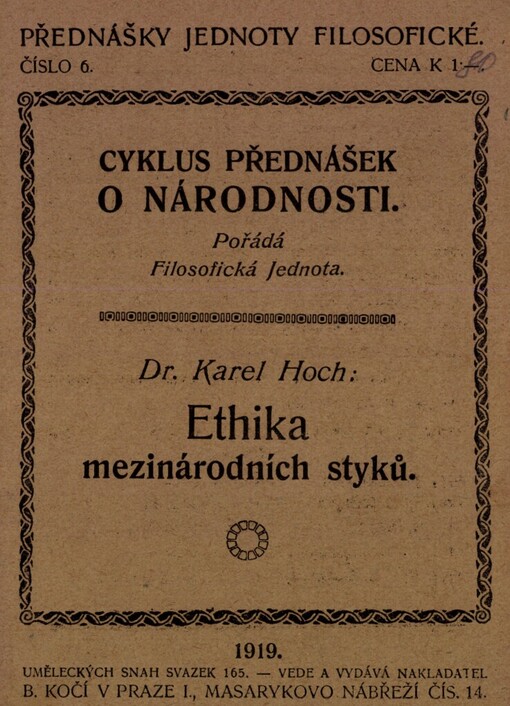 PŘEDNÁŠKY JEDNOTY FILOSOFICKÉ.
ČÍSLO 6. CENA K 1·—.
CYKLUS PŘEDNÁŠEK
O NÁRODNOSTI.
Pořádá
Filosofická Jednota.
Dr. Karel Hoch:
Ethika
mezinárodních styků.
1919.
UMĚLECKÝCH SNAH SVAZEK 165. — VEDE A VYDÁVÁ NAKLADATEL
B. KOČÍ V PRAZE I., MASARYKOVO NÁBŘEŽÍ ČÍS. 14.